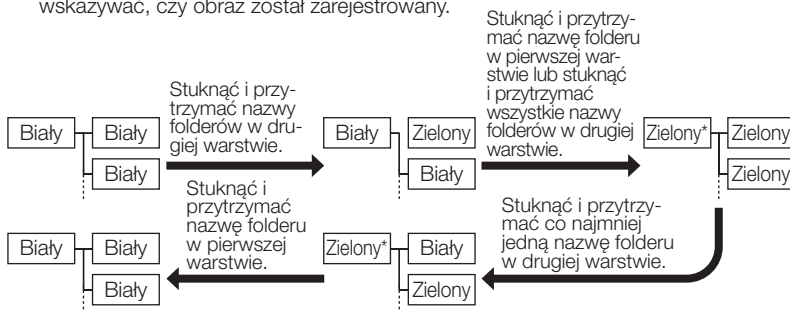 wskazywać, czy obraz został zarejestrowany.
Stuknąć i przytrzy-
mać nazwę folderu
w pierwszej war-
stwie lub stuknąć
i przytrzymać
wszystkie nazwy
folderów w drugiej
warstwie.
Stuknąć i przy-
trzymać nazwy
folderów w dru-
giej warstwie.
Biały Biały
Biały
Biały Zielony
Biały
Zielony* Zielony
Zielony
Stuknąć i
przytrzymać
nazwę folderu
w pierwszej
warstwie.
Stuknąć i przytrzy-
mać co najmniej
jedną nazwę folderu
w drugiej warstwie.
Biały Biały
Biały
Zielony* Biały
Zielony